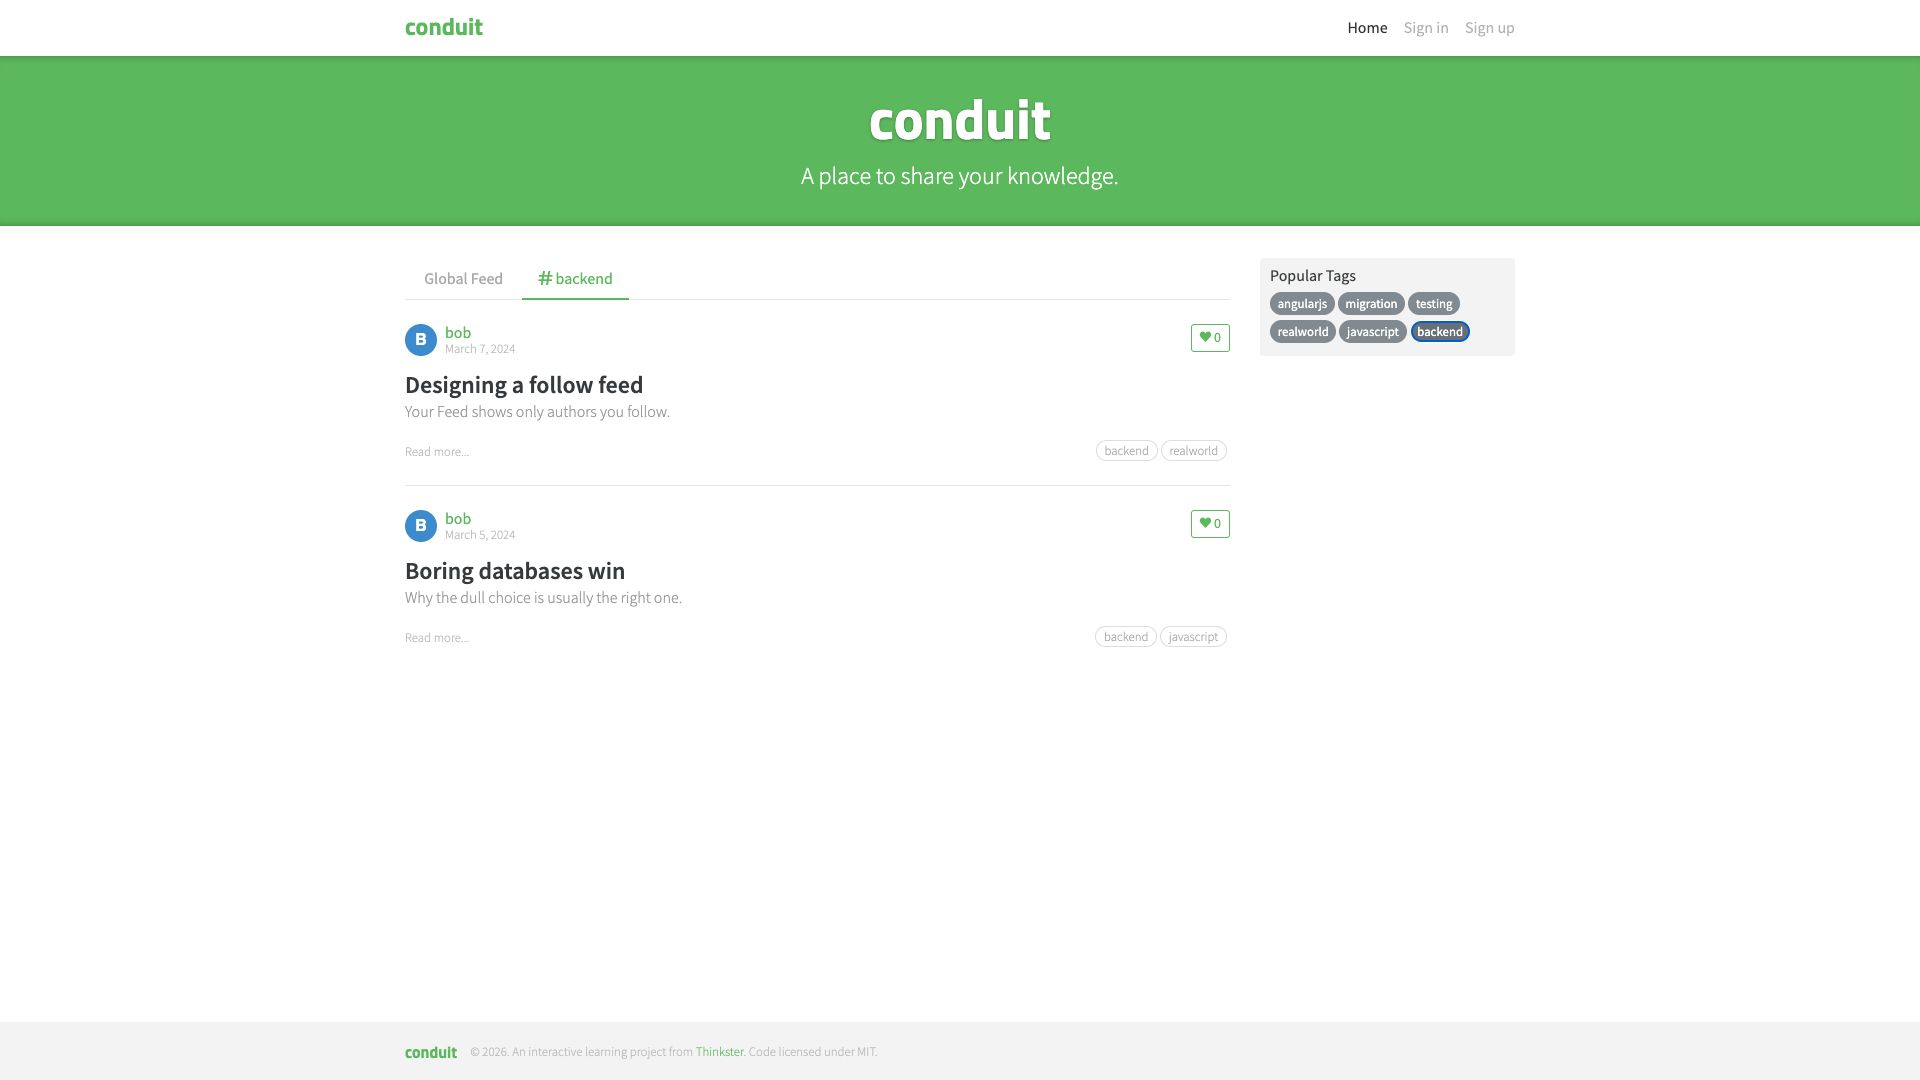 conduit
Home Sign in Sign up
conduit
A place to share your knowledge.
Global Feed # backend
Popular Tags
angularjs migration testing
realworld javascript backend
B bob 0
March 7, 2024
Designing a follow feed
Your Feed shows only authors you follow.
Read more... backend realworld
B bob 0
March 5, 2024
Boring databases win
Why the dull choice is usually the right one.
Read more... backend javascript
conduit © 2026. An interactive learning project from Thinkster. Code licensed under MIT.